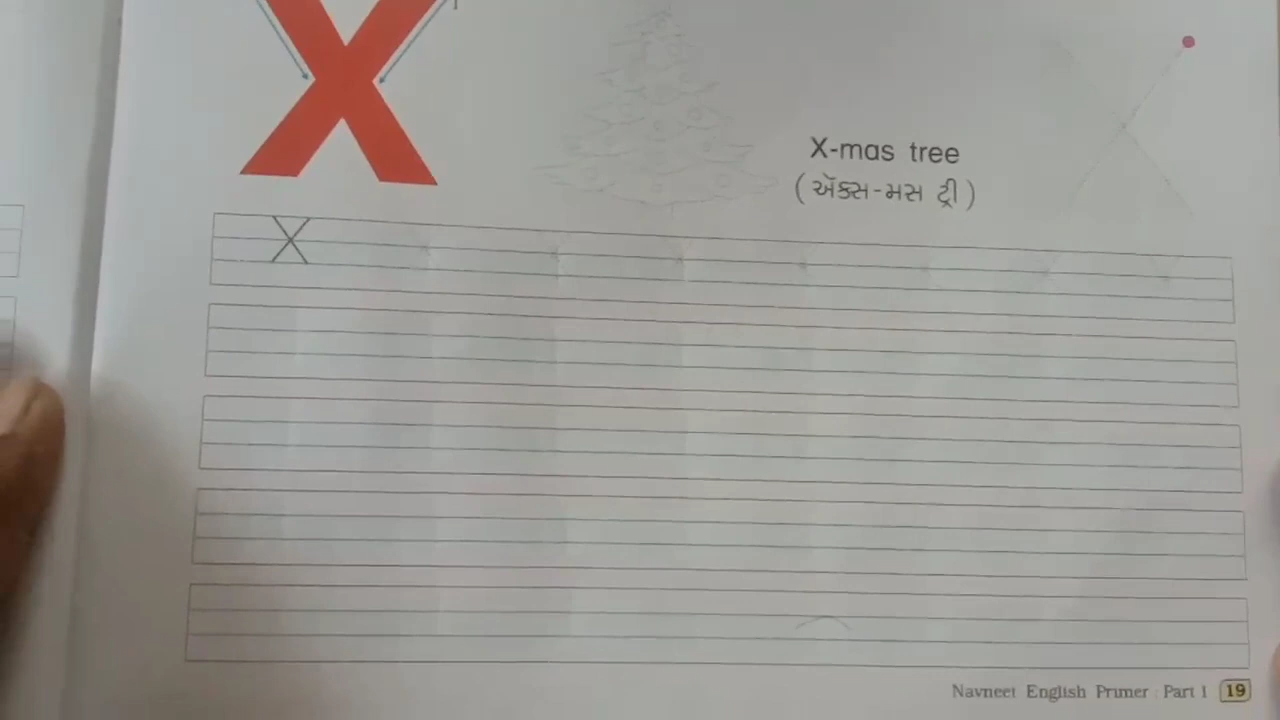 X
X-mas tree
(ઍક્સ-મસ ટ્રી)
X
Navneet English Primer : Part 1 19